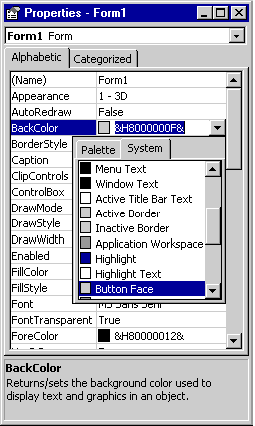 Properties - Form1
Form1 Form
Alphabetic Categorized
(Name) Form1
Appearance 1 - 3D
AutoRedraw False
BackColor &H8000000F&
BorderStyle
Palette System
Caption
Menu Text
ClipControls
Window Text
ControlBox
Active Title Bar Text
DrawMode
Active Border
DrawStyle
Inactive Border
DrawWidth
Application Workspace
Enabled
Highlight
FillColor
Highlight Text
FillStyle
Button Face
Font MS Sans Serif
FontTransparent True
ForeColor &H80000012&
BackColor
Returns/sets the background color used to
display text and graphics in an object.